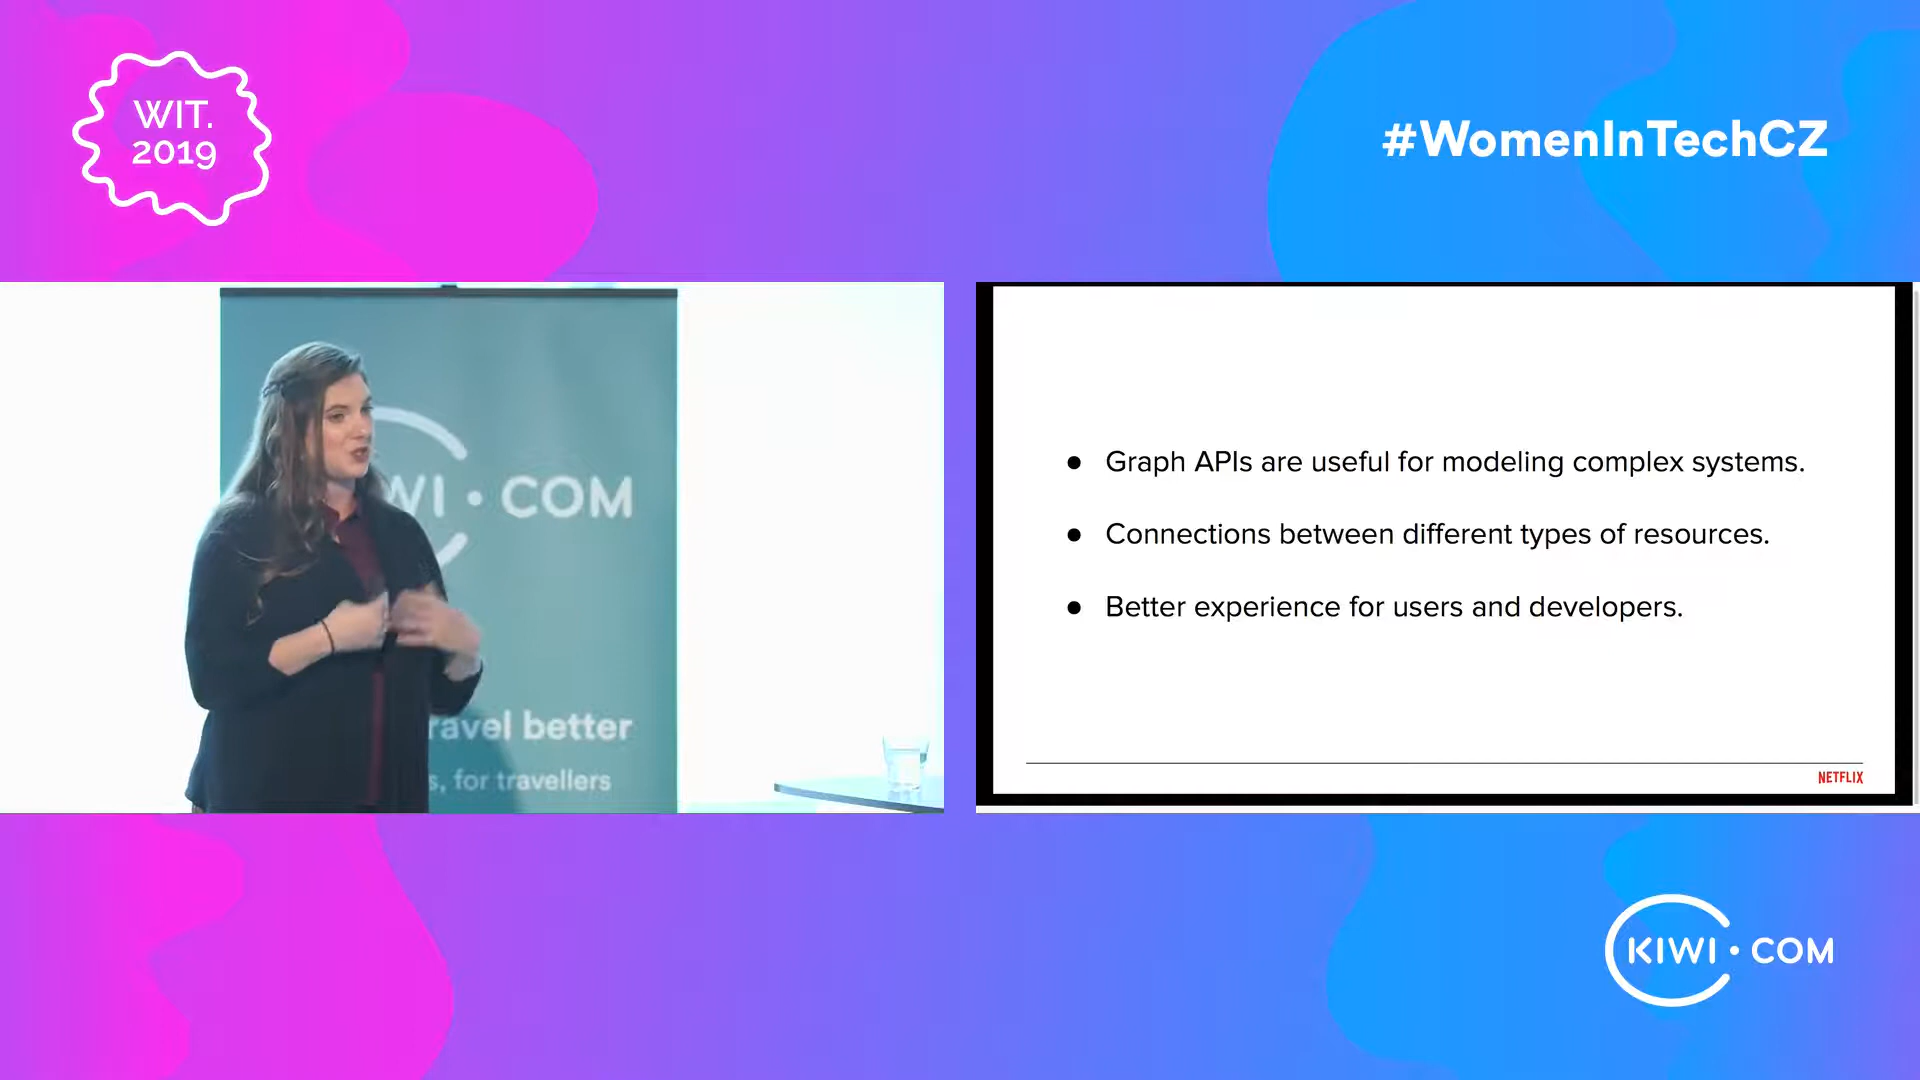 WIT.
2019
#WomenInTechCZ
WI · COM
ravel better
s, for travellers
● Graph APIs are useful for modeling complex systems.
● Connections between different types of resources.
● Better experience for users and developers.
NETFLIX
KIWI · COM